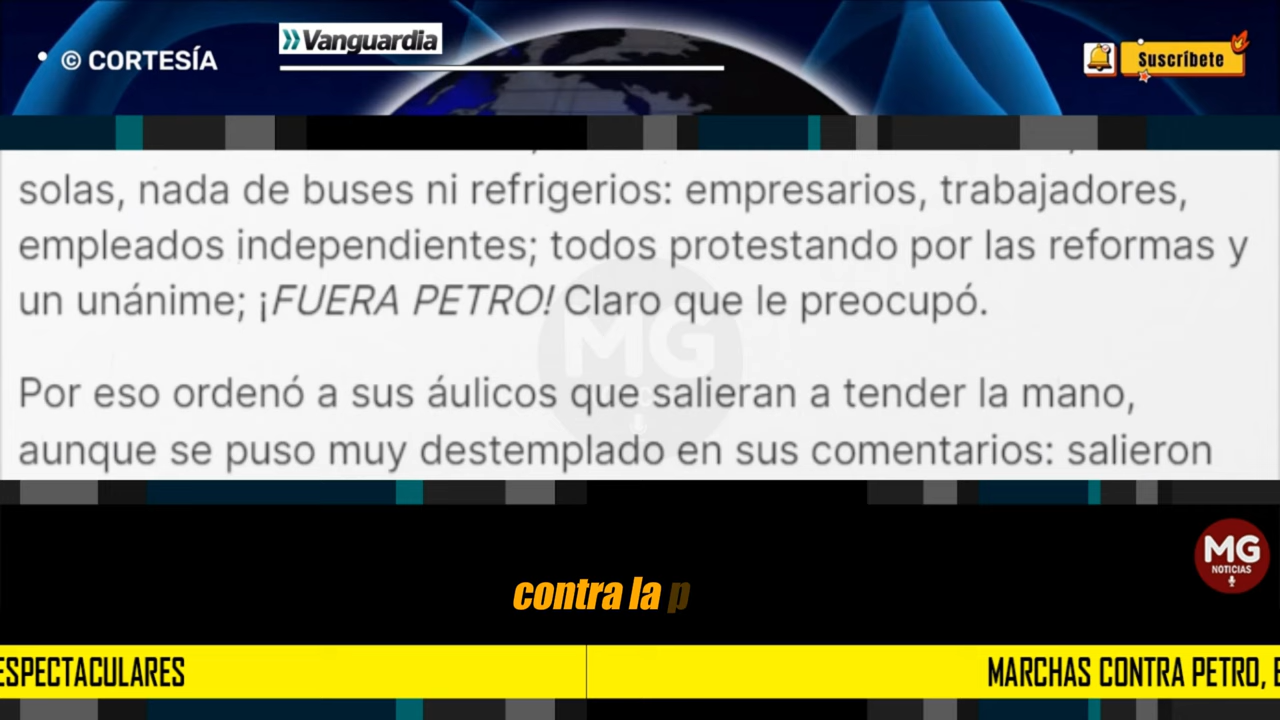 © CORTESÍA
Vanguardia
Suscríbete
solas, nada de buses ni refrigerios: empresarios, trabajadores,
empleados independientes; todos protestando por las reformas y
un unánime; ¡FUERA PETRO! Claro que le preocupó.
MG
Por eso ordenó a sus áulicos que salieran a tender la mano,
aunque se puso muy destemplado en sus comentarios: salieron
MG
NOTICIAS
contra la p
ESPECTACULARES
MARCHAS CONTRA PETRO, E